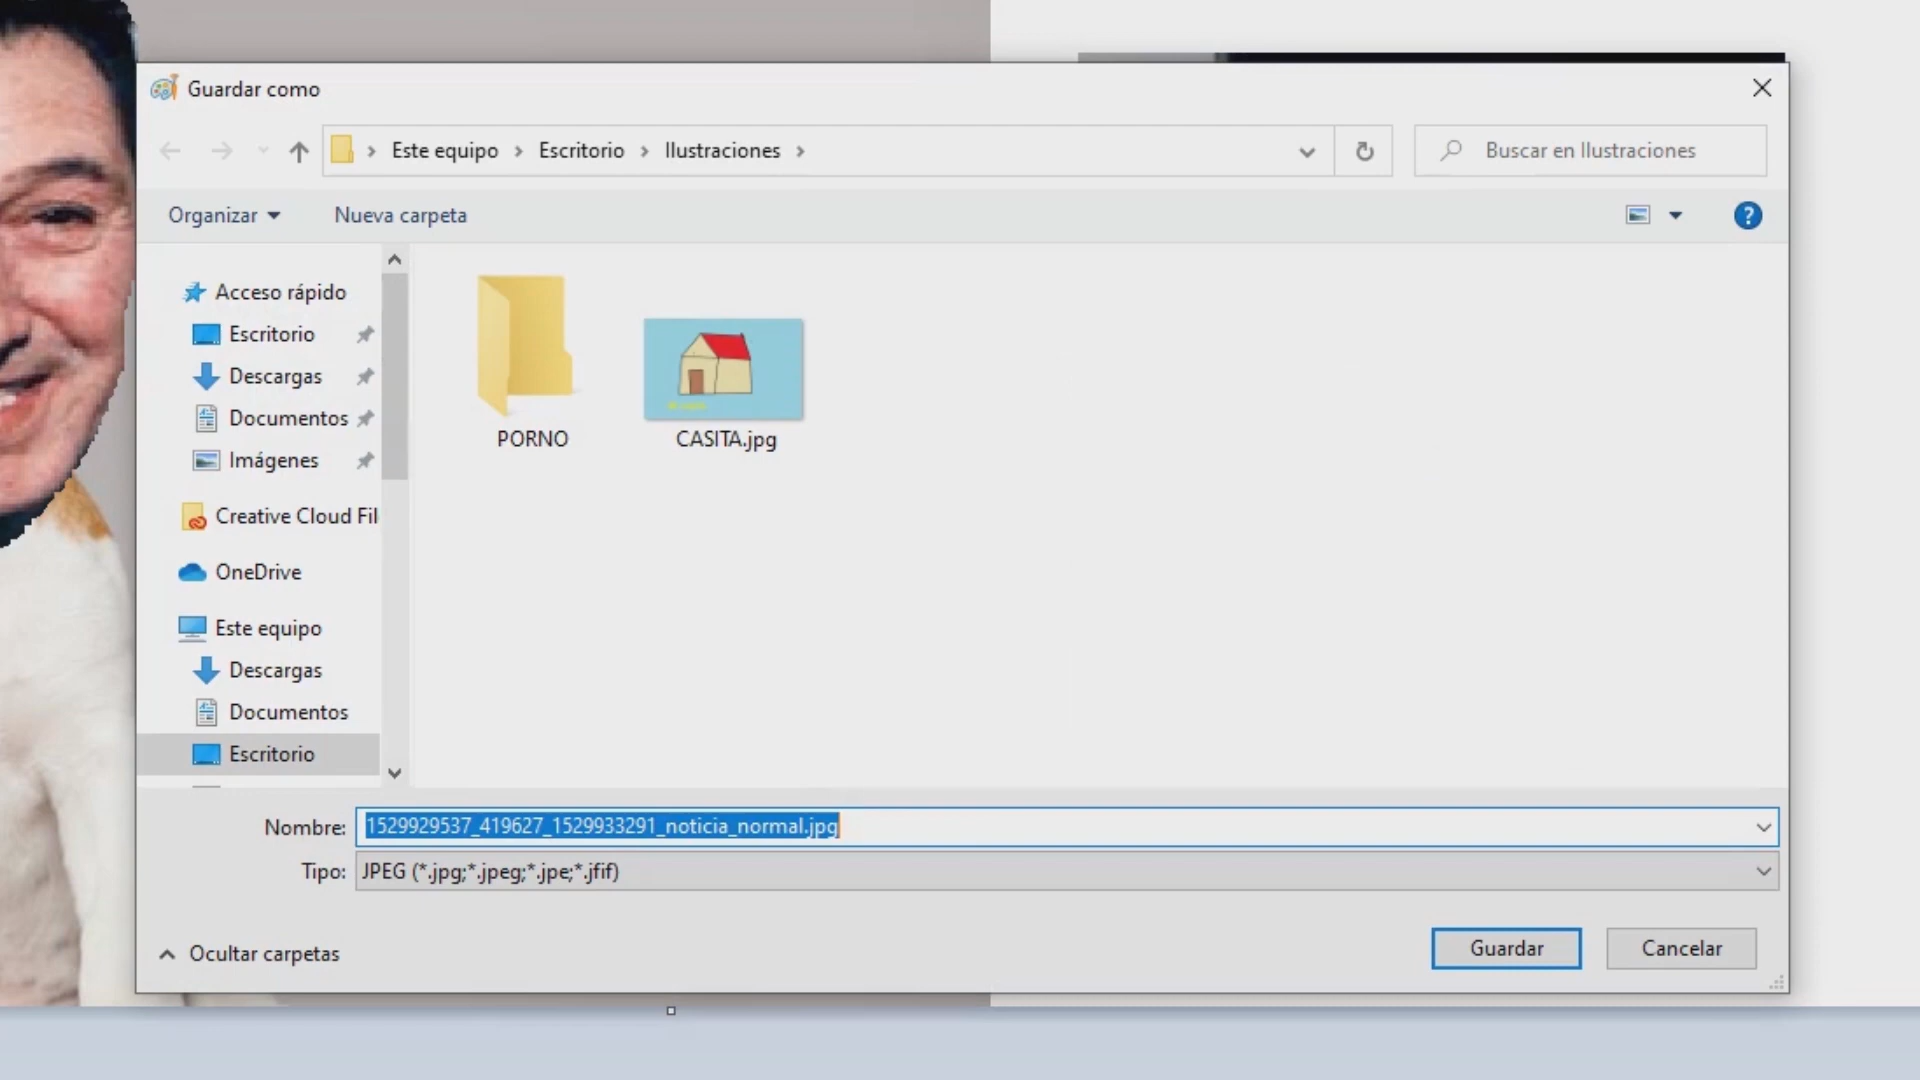 Guardar como
Este equipo
Escritorio
Ilustraciones
Buscar en Ilustraciones
Organizar
Nueva carpeta
Acceso rápido
Escritorio
Descargas
Documentos
Imágenes
Creative Cloud Fil
OneDrive
Este equipo
Descargas
Documentos
Escritorio
PORNO
CASITA.jpg
Nombre:
1529929537_419627_1529933291_noticia_normal.jpg
Tipo:
JPEG (*.jpg;*.jpeg;*.jpe;*.jfif)
Ocultar carpetas
Guardar
Cancelar